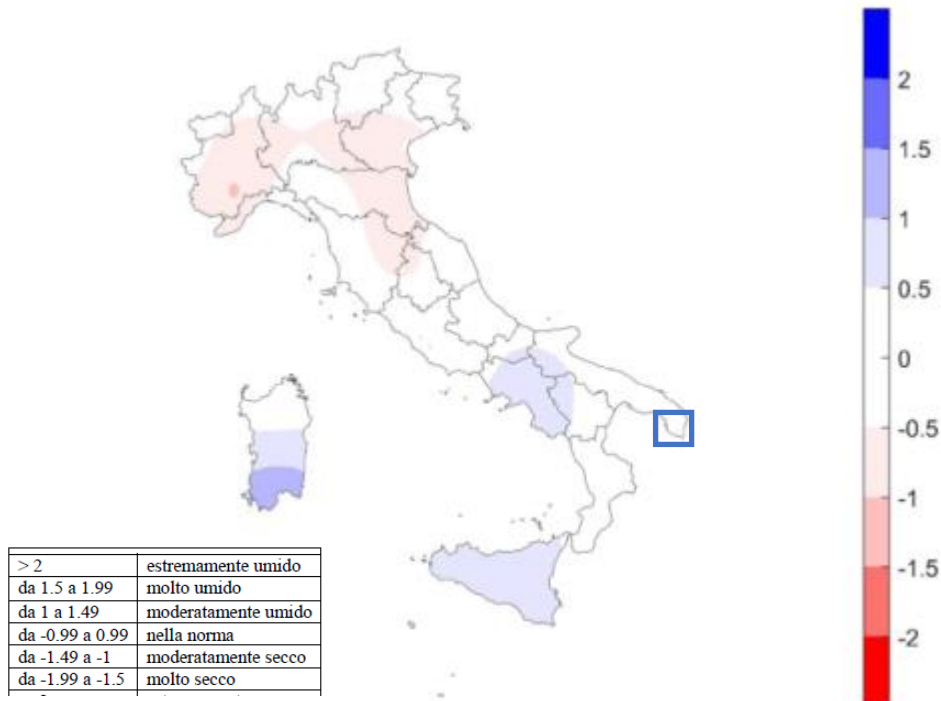 2
1.5
1
0.5
0
-0.5
-1
-1.5
-2
> 2 estremamente umido
da 1.5 a 1.99 molto umido
da 1 a 1.49 moderatamente umido
da -0.99 a 0.99 nella norma
da -1.49 a -1 moderatamente secco
da -1.99 a -1.5 molto secco